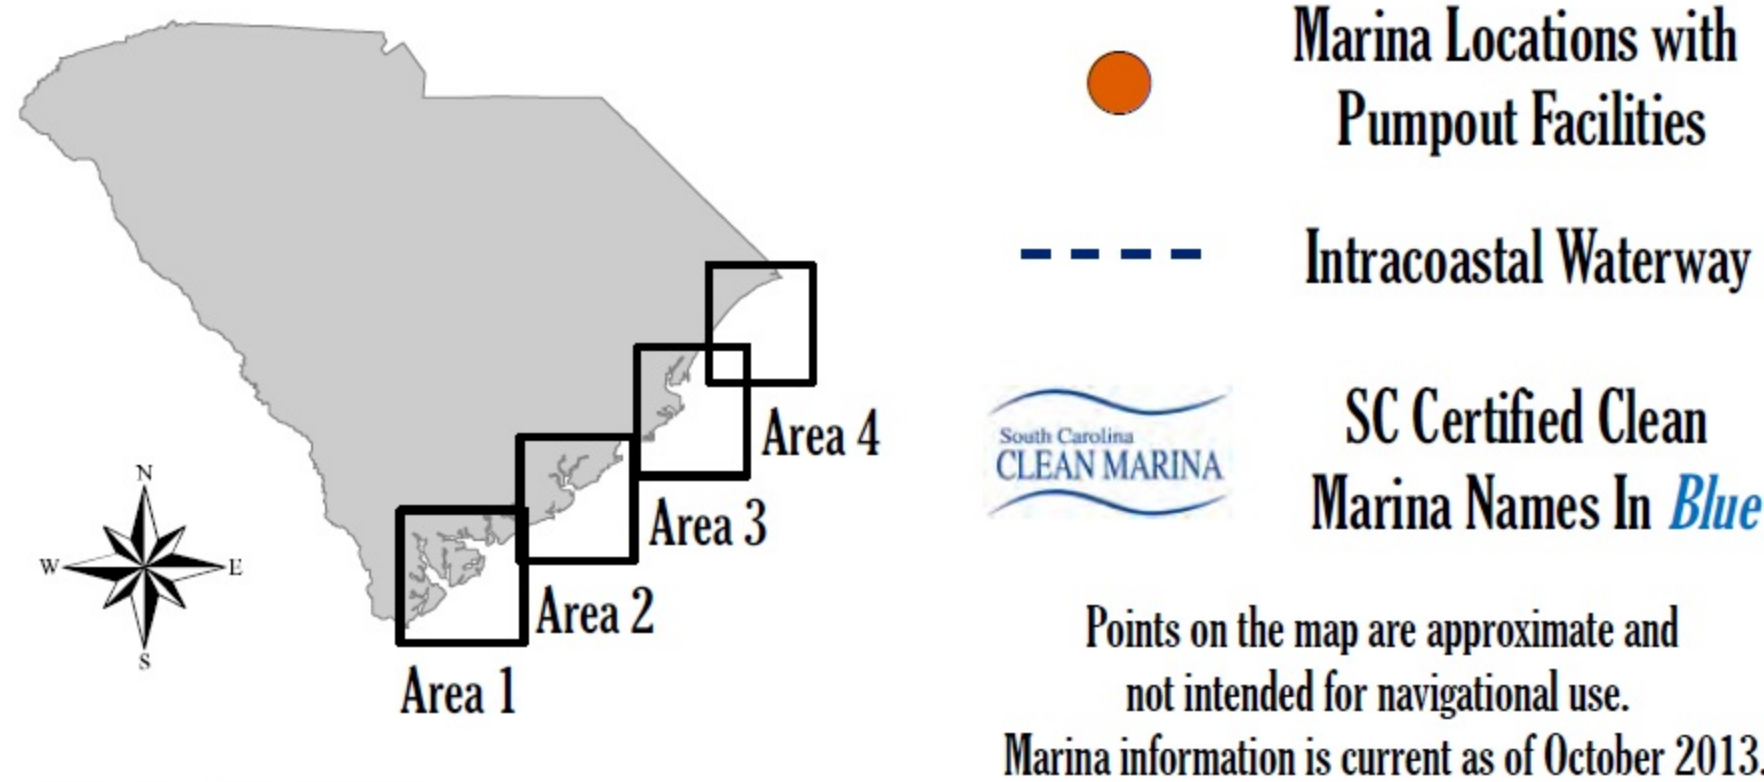 Marina Locations with
Pumpout Facilities
Intracoastal Waterway
South Carolina
CLEAN MARINA
SC Certified Clean
Marina Names In Blue
Area 4
Area 3
Area 2
Area 1
N
W
E
S
Points on the map are approximate and
not intended for navigational use.
Marina information is current as of October 2013